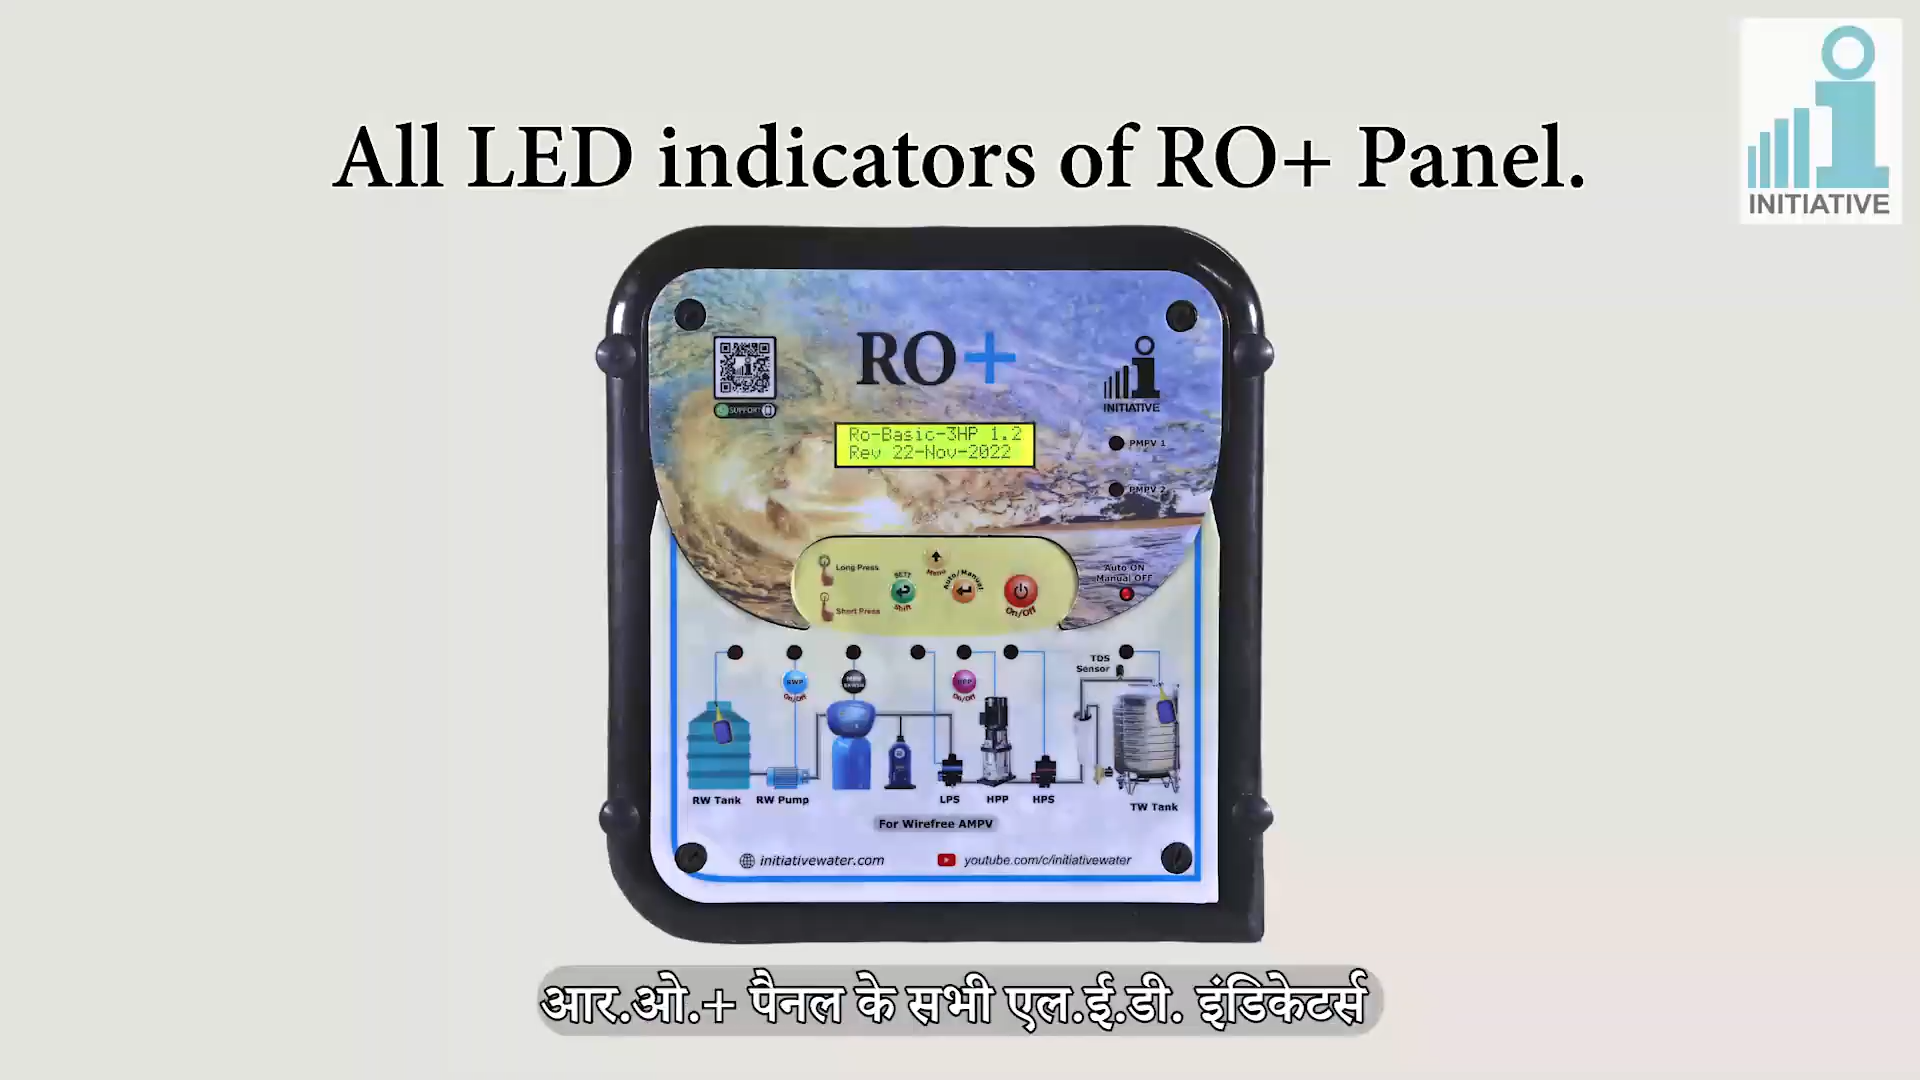 All LED indicators of RO+ Panel.
INITIATIVE
RO+
SUPPORT
INITIATIVE
Ro-Basic-3HP 1.2
Rev 22-Nov-2022
PMPV 1
PMPV 2
Long Press
Short Press
SETT
Shift
Menu
Auto/Manual
On/Off
Auto ON
Manual OFF
TDS
Sensor
RWP
On/Off
HPP
On/Off
RW Tank
RW Pump
LPS
HPP
HPS
TW Tank
For Wirefree AMPV
initiativewater.com
youtube.com/c/initiativewater
आर.ओ.+ पैनल के सभी एल.ई.डी. इंडिकेटर्स